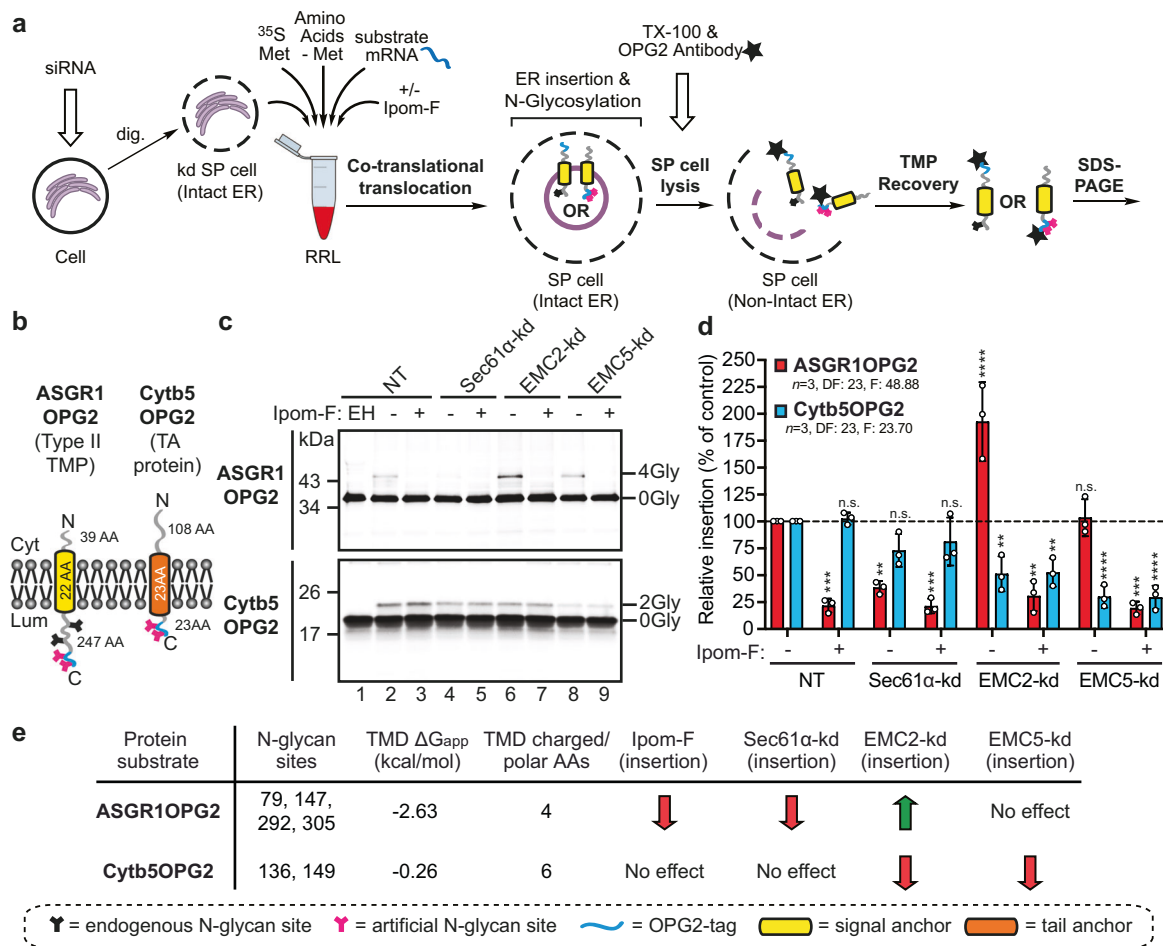 a
siRNA
Cell
dig.
kd SP cell
(Intact ER)
35S
Met
Amino
Acids
- Met
substrate
mRNA
+/-
Ipom-F
RRL
Co-translational
translocation
ER insertion &
N-Glycosylation
OR
SP cell
(Intact ER)
TX-100 &
OPG2 Antibody
SP cell
lysis
SP cell
(Non-Intact ER)
TMP
Recovery
OR
SDS-
PAGE
b
ASGR1
OPG2
(Type II
TMP)
Cytb5
OPG2
(TA
protein)
N
39 AA
N
108 AA
Cyt
22 AA
23AA
Lum
247 AA
C
23AA
C
c
NT
Sec61α-kd
EMC2-kd
EMC5-kd
Ipom-F: EH - + - + - + - +
kDa
ASGR1
OPG2
43
34
4Gly
0Gly
Cytb5
OPG2
26
17
2Gly
0Gly
1 2 3 4 5 6 7 8 9
d
Relative insertion (% of control)
250
225
200
175
150
125
100
75
50
25
0
ASGR1OPG2
n=3, DF: 23, F: 48.88
Cytb5OPG2
n=3, DF: 23, F: 23.70
***
n.s.
**
n.s.
***
n.s.
****
**
**
**
n.s.
****
***
****
Ipom-F: - + - + - + - +
NT
Sec61α-kd
EMC2-kd
EMC5-kd
e
Protein
substrate
N-glycan
sites
TMD ΔGapp
(kcal/mol)
TMD charged/
polar AAs
Ipom-F
(insertion)
Sec61α-kd
(insertion)
EMC2-kd
(insertion)
EMC5-kd
(insertion)
ASGR1OPG2
79, 147,
292, 305
-2.63
4
No effect
Cytb5OPG2
136, 149
-0.26
6
No effect
No effect
= endogenous N-glycan site
= artificial N-glycan site
= OPG2-tag
= signal anchor
= tail anchor